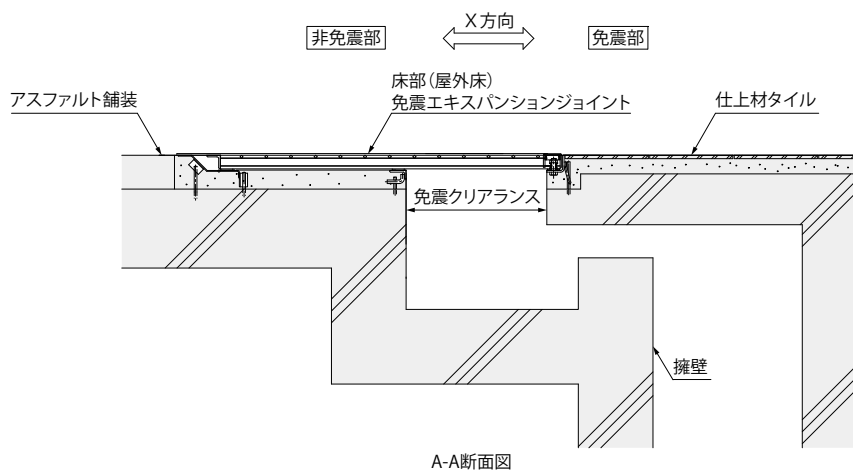 X方向
非免震部
免震部
床部（屋外床）
免震エキスパンションジョイント
アスファルト舗装
仕上材タイル
免震クリアランス
擁壁
A-A断面図